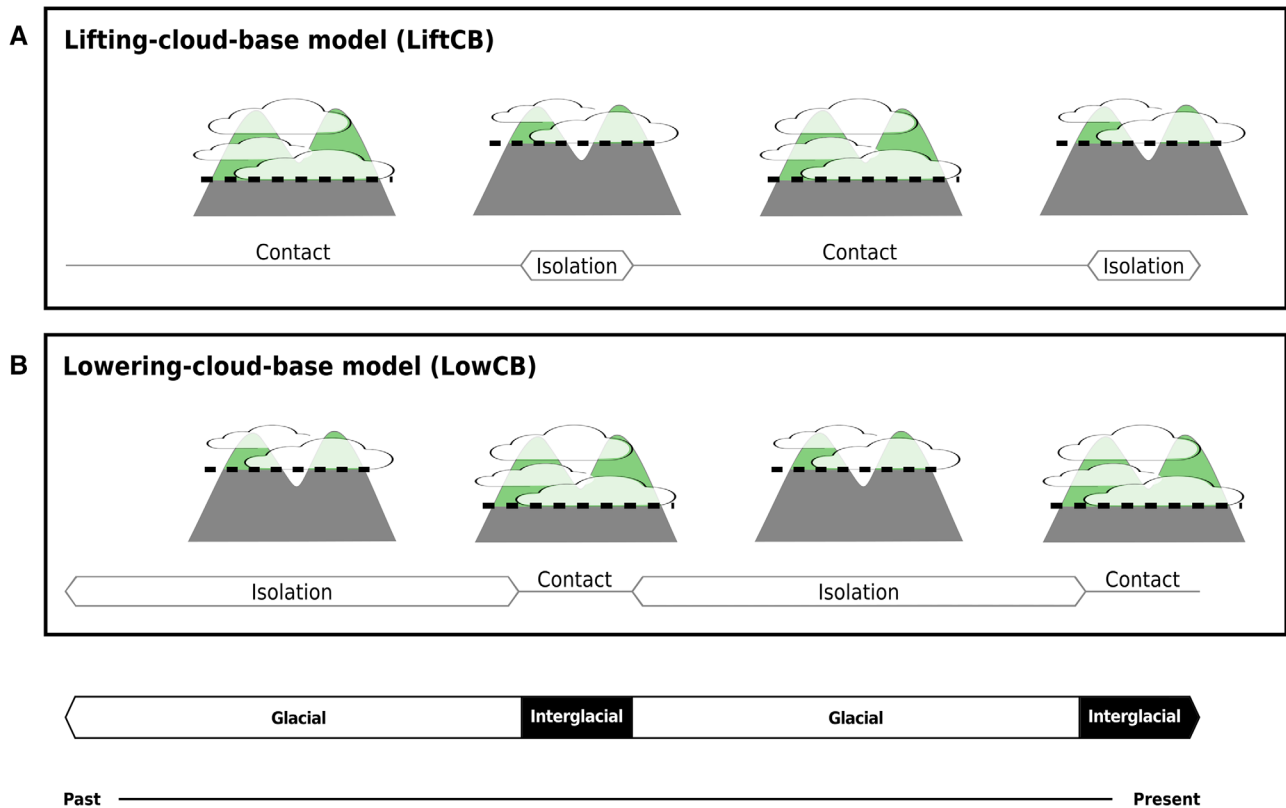 A
Lifting-cloud-base model (LiftCB)
Contact
Isolation
Contact
Isolation
B
Lowering-cloud-base model (LowCB)
Isolation
Contact
Isolation
Contact
Glacial
Interglacial
Glacial
Interglacial
Past
Present